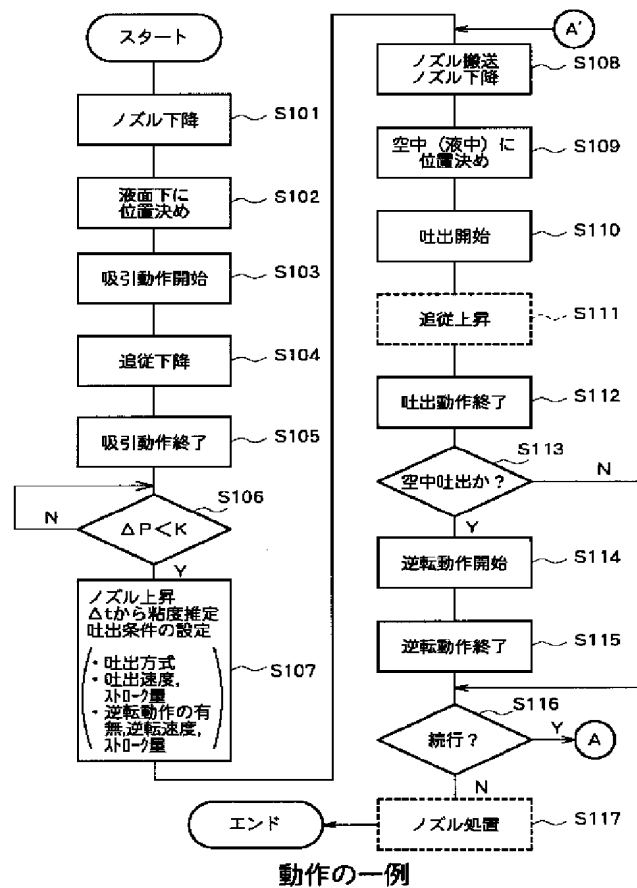 スタート
ノズル下降
S101
液面下に
位置決め
S102
吸引動作開始
S103
追従下降
S104
吸引動作終了
S105
S106
N
ΔP<K
Y
ノズル上昇
Δtから粘度推定
吐出条件の設定
・吐出方式
・吐出速度,
ストローク量
・逆転動作の有
無,逆転速度,
ストローク量
S107
A'
ノズル搬送
ノズル下降
S108
空中(液中)に
位置決め
S109
吐出開始
S110
追従上昇
S111
吐出動作終了
S112
S113
空中吐出か?
N
Y
逆転動作開始
S114
逆転動作終了
S115
S116
続行?
Y
A
N
エンド
ノズル処置
S117
動作の一例